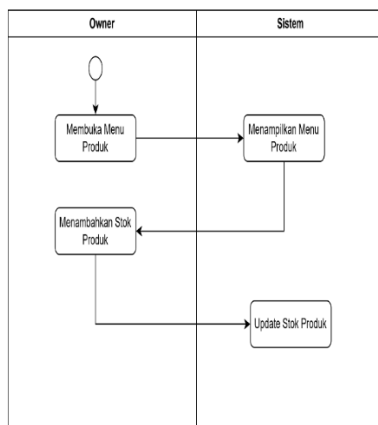 Owner
Sistem
Membuka Menu
Produk
Menampilkan Menu
Produk
Menambahkan Stok
Produk
Update Stok Produk